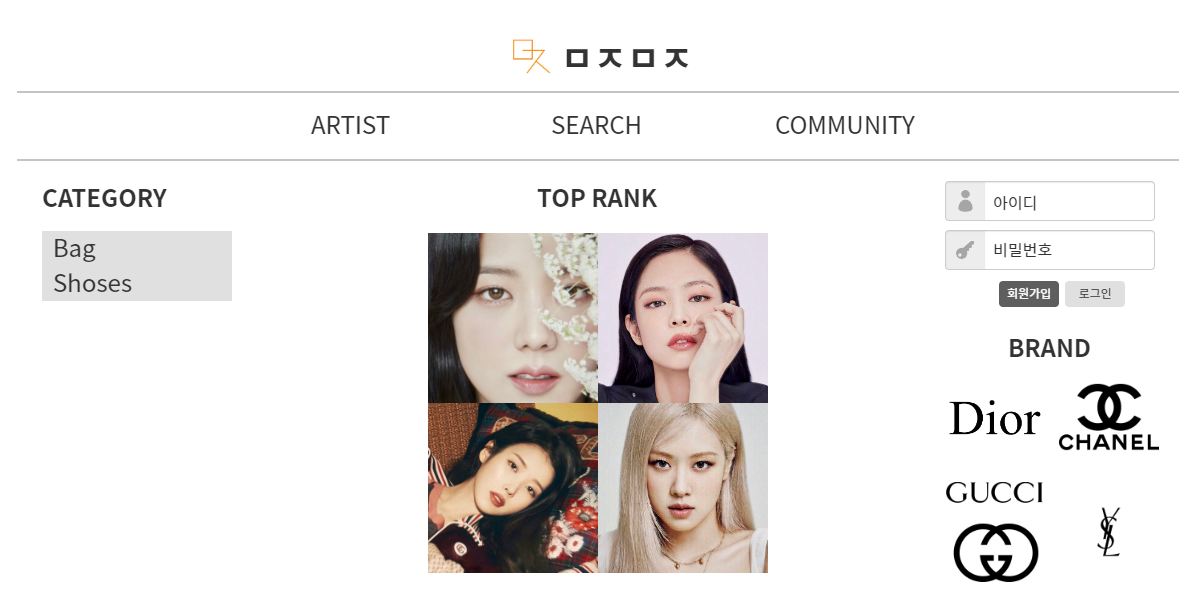 ㅁㅈㅁㅈ
ARTIST SEARCH COMMUNITY
CATEGORY
Bag
Shoses
TOP RANK
아이디
비밀번호
회원가입 로그인
BRAND
Dior
CHANEL
GUCCI
YSL